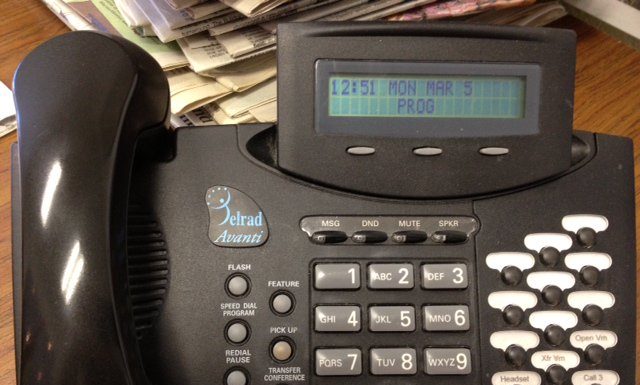 12:51 MON MAR 5
PROG
Telrad
Avanti
MSG DND MUTE SPKR
FLASH
FEATURE
SPEED DIAL
PROGRAM
PICK UP
REDIAL
PAUSE
TRANSFER
CONFERENCE
1 ABC 2 DEF 3
GHI 4 JKL 5 MNO 6
PQRS 7 TUV 8 WXYZ 9
Open Vm
Xfr Vm
Headset
Call 3